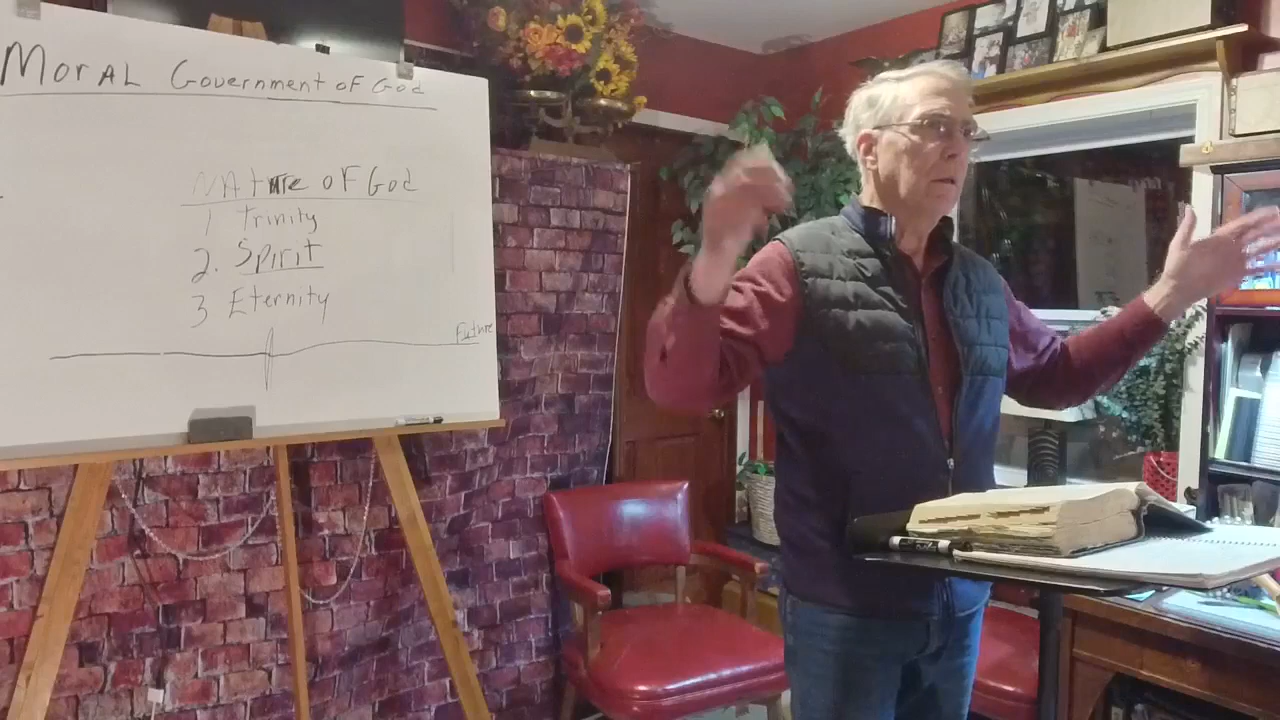 Moral Government of God
Nature of God
1 Trinity
2. Spirit
3 Eternity
Future